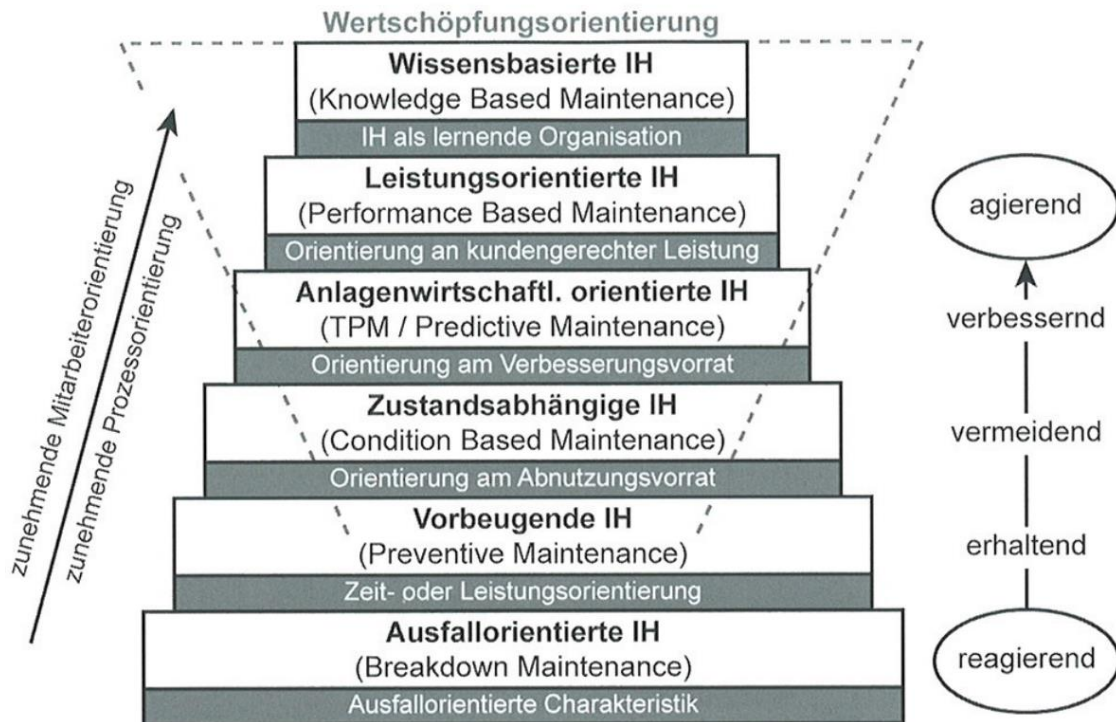 Wertschöpfungsorientierung
Wissensbasierte IH
(Knowledge Based Maintenance)
IH als lernende Organisation
Leistungsorientierte IH
(Performance Based Maintenance)
Orientierung an kundengerechter Leistung
Anlagenwirtschaftl. orientierte IH
(TPM / Predictive Maintenance)
Orientierung am Verbesserungsvorrat
Zustandsabhängige IH
(Condition Based Maintenance)
Orientierung am Abnutzungsvorrat
Vorbeugende IH
(Preventive Maintenance)
Zeit- oder Leistungsorientierung
Ausfallorientierte IH
(Breakdown Maintenance)
Ausfallorientierte Charakteristik
zunehmende Mitarbeiterorientierung
zunehmende Prozessorientierung
agierend
verbessernd
vermeidend
erhaltend
reagierend